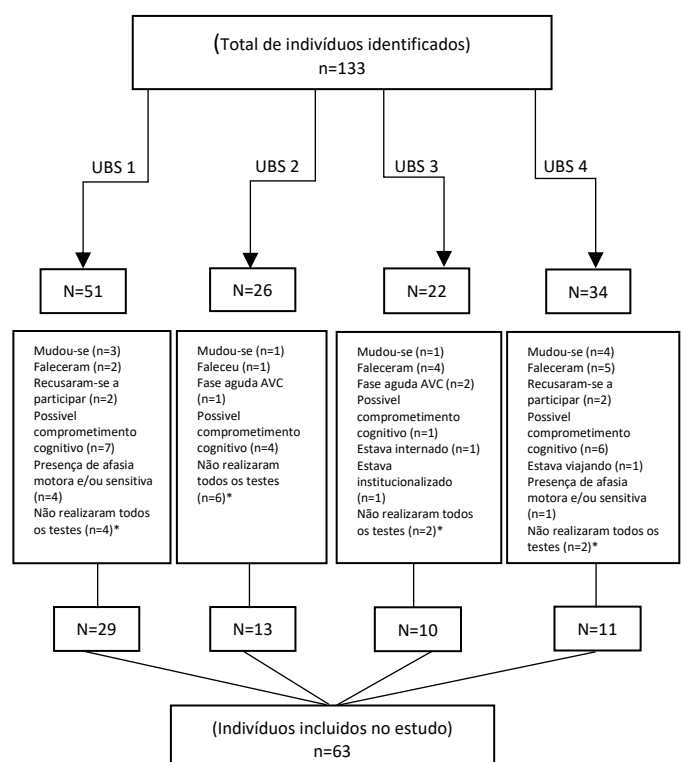 (Total de indivíduos identificados)
n=133
UBS 1
UBS 2
UBS 3
UBS 4
N=51
N=26
N=22
N=34
Mudou-se (n=3)
Faleceram (n=2)
Recusaram-se a
participar (n=2)
Possivel
comprometimento
cognitivo (n=7)
Presença de afasia
motora e/ou sensitiva
(n=4)
Não realizaram todos
os testes (n=4)*
Mudou-se (n=1)
Faleceu (n=1)
Fase aguda AVC
(n=1)
Possivel
comprometimento
cognitivo (n=4)
Não realizaram
todos os testes
(n=6)*
Mudou-se (n=1)
Faleceram (n=4)
Fase aguda AVC (n=2)
Possivel
comprometimento
cognitivo (n=1)
Estava internado (n=1)
Estava
institucionalizado
(n=1)
Não realizaram todos
os testes (n=2)*
Mudou-se (n=4)
Faleceram (n=5)
Recusaram-se a
participar (n=2)
Possivel
comprometimento
cognitivo (n=6)
Estava viajando (n=1)
Presença de afasia
motora e/ou sensitiva
(n=1)
Não realizaram todos os
testes (n=2)*
N=29
N=13
N=10
N=11
(Indivíduos incluidos no estudo)
n=63